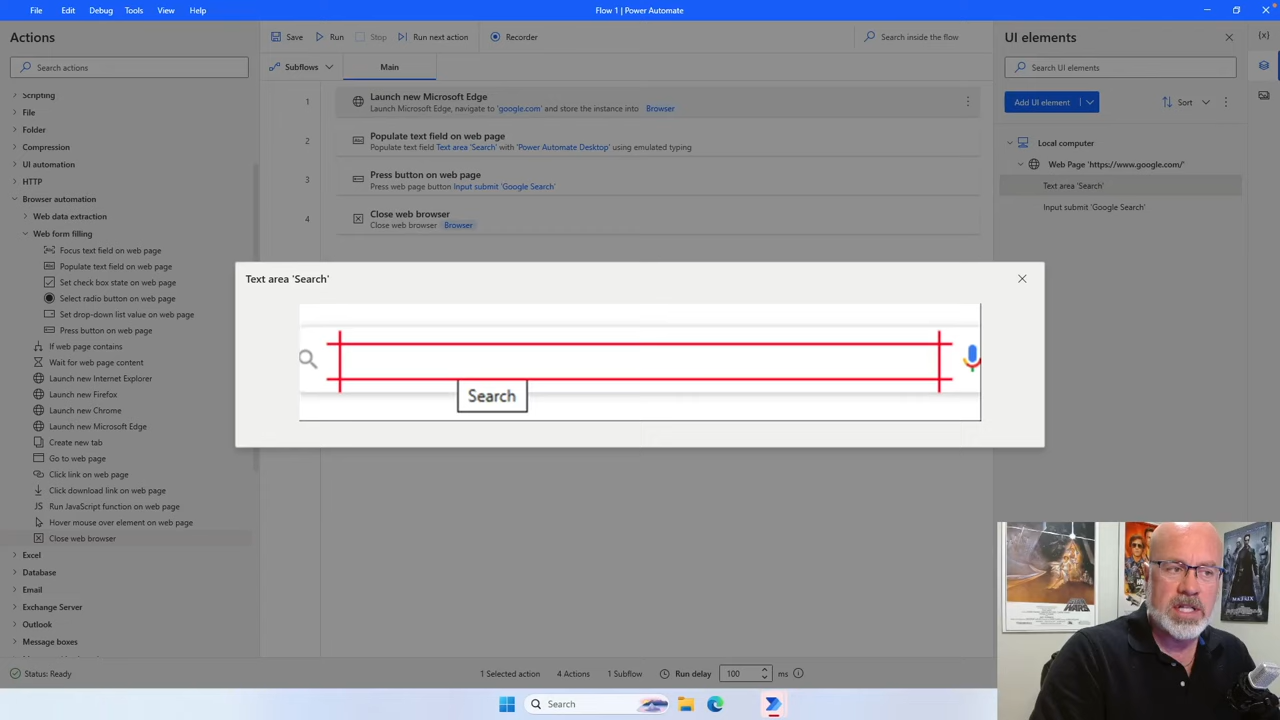 File Edit Debug Tools View Help
Flow 1 | Power Automate
Actions
Search actions
Scripting
File
Folder
Compression
UI automation
HTTP
Browser automation
Web data extraction
Web form filling
Focus text field on web page
Populate text field on web page
Set check box state on web page
Select radio button on web page
Set drop-down list value on web page
Press button on web page
If web page contains
Wait for web page content
Launch new Internet Explorer
Launch new Firefox
Launch new Chrome
Launch new Microsoft Edge
Create new tab
Go to web page
Click link on web page
Click download link on web page
JS Run JavaScript function on web page
Hover mouse over element on web page
Close web browser
Excel
Database
Email
Exchange Server
Outlook
Message boxes
Save Run Stop Run next action Recorder
Search inside the flow
Subflows Main
1 Launch new Microsoft Edge
Launch Microsoft Edge, navigate to 'google.com' and store the instance into Browser
2 Populate text field on web page
Populate text field Text area 'Search' with 'Power Automate Desktop' using emulated typing
3 Press button on web page
Press web page button Input submit 'Google Search'
4 Close web browser
Close web browser Browser
Text area 'Search'
Search
UI elements
Search UI elements
Add UI element Sort
Local computer
Web Page 'https://www.google.com/'
Text area 'Search'
Input submit 'Google Search'
{x}
STAR WARS
MATRIX
Status: Ready 1 Selected action 4 Actions 1 Subflow Run delay 100 ms
Search